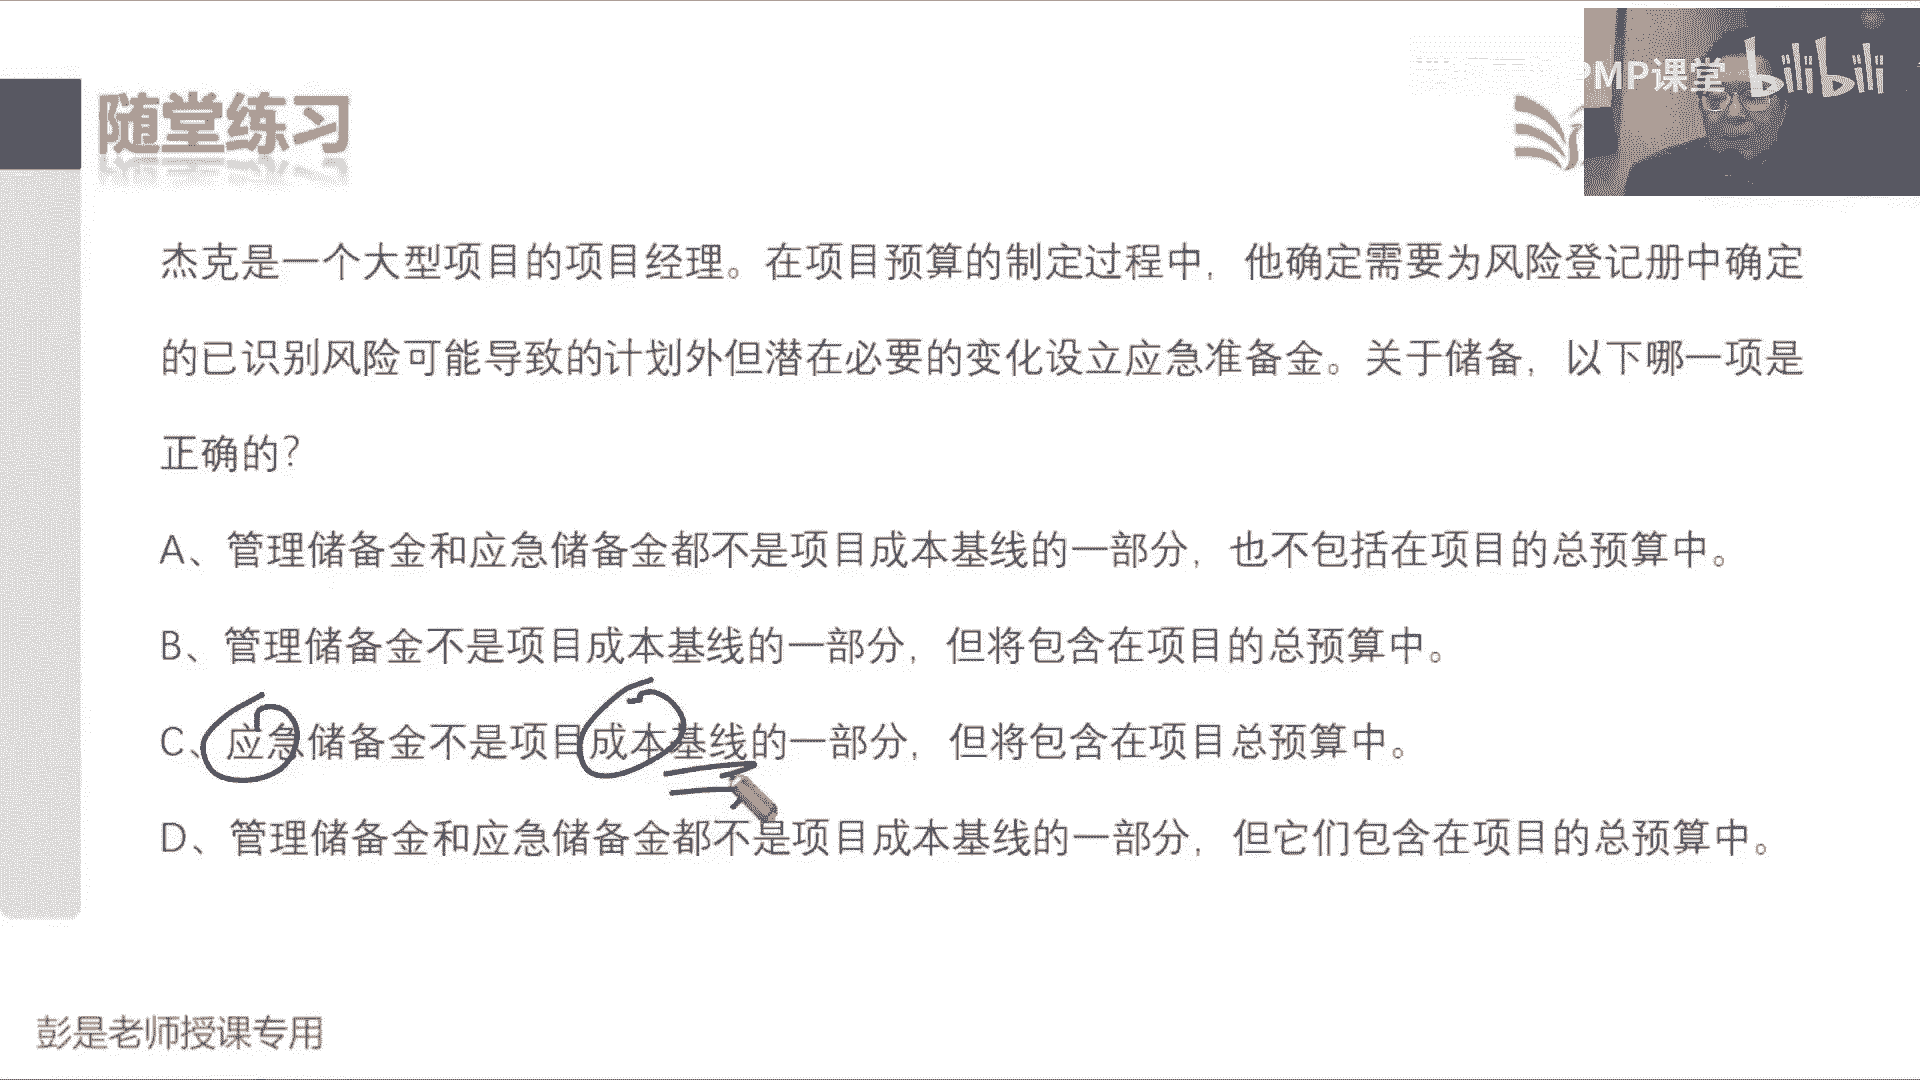 PMP课堂 bilibili
随堂练习
杰克是一个大型项目的项目经理。在项目预算的制定过程中，他确定需要为风险登记册中确定
的已识别风险可能导致的计划外但潜在必要的变化设立应急准备金。关于储备，以下哪一项是
正确的？
A、管理储备金和应急储备金都不是项目成本基线的一部分，也不包括在项目的总预算中。
B、管理储备金不是项目成本基线的一部分，但将包含在项目的总预算中。
C、应急储备金不是项目成本基线的一部分，但将包含在项目总预算中。
D、管理储备金和应急储备金都不是项目成本基线的一部分，但它们包含在项目的总预算中。
彭是老师授课专用